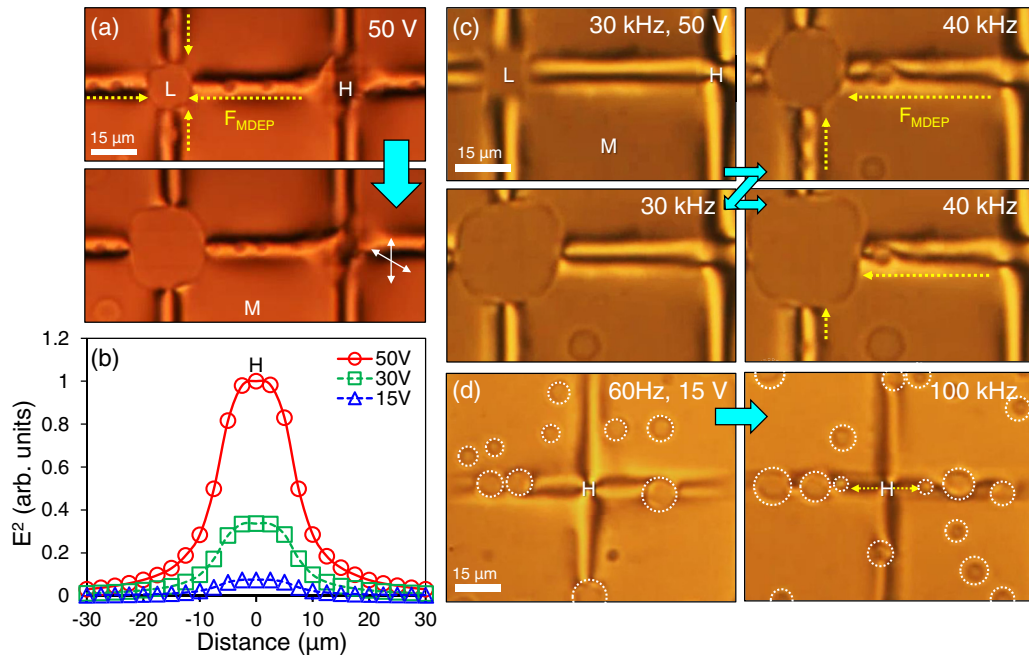 (a)
50 V
L
H
F_MDEP
15 µm
M
(b)
1.2
1
0.8
0.6
0.4
0.2
0
H
50V
30V
15V
E² (arb. units)
-30
-20
-10
0
10
20
30
Distance (µm)
(c)
30 kHz, 50 V
L
H
M
15 µm
40 kHz
F_MDEP
30 kHz
40 kHz
(d)
60Hz, 15 V
H
15 µm
100 kHz
H